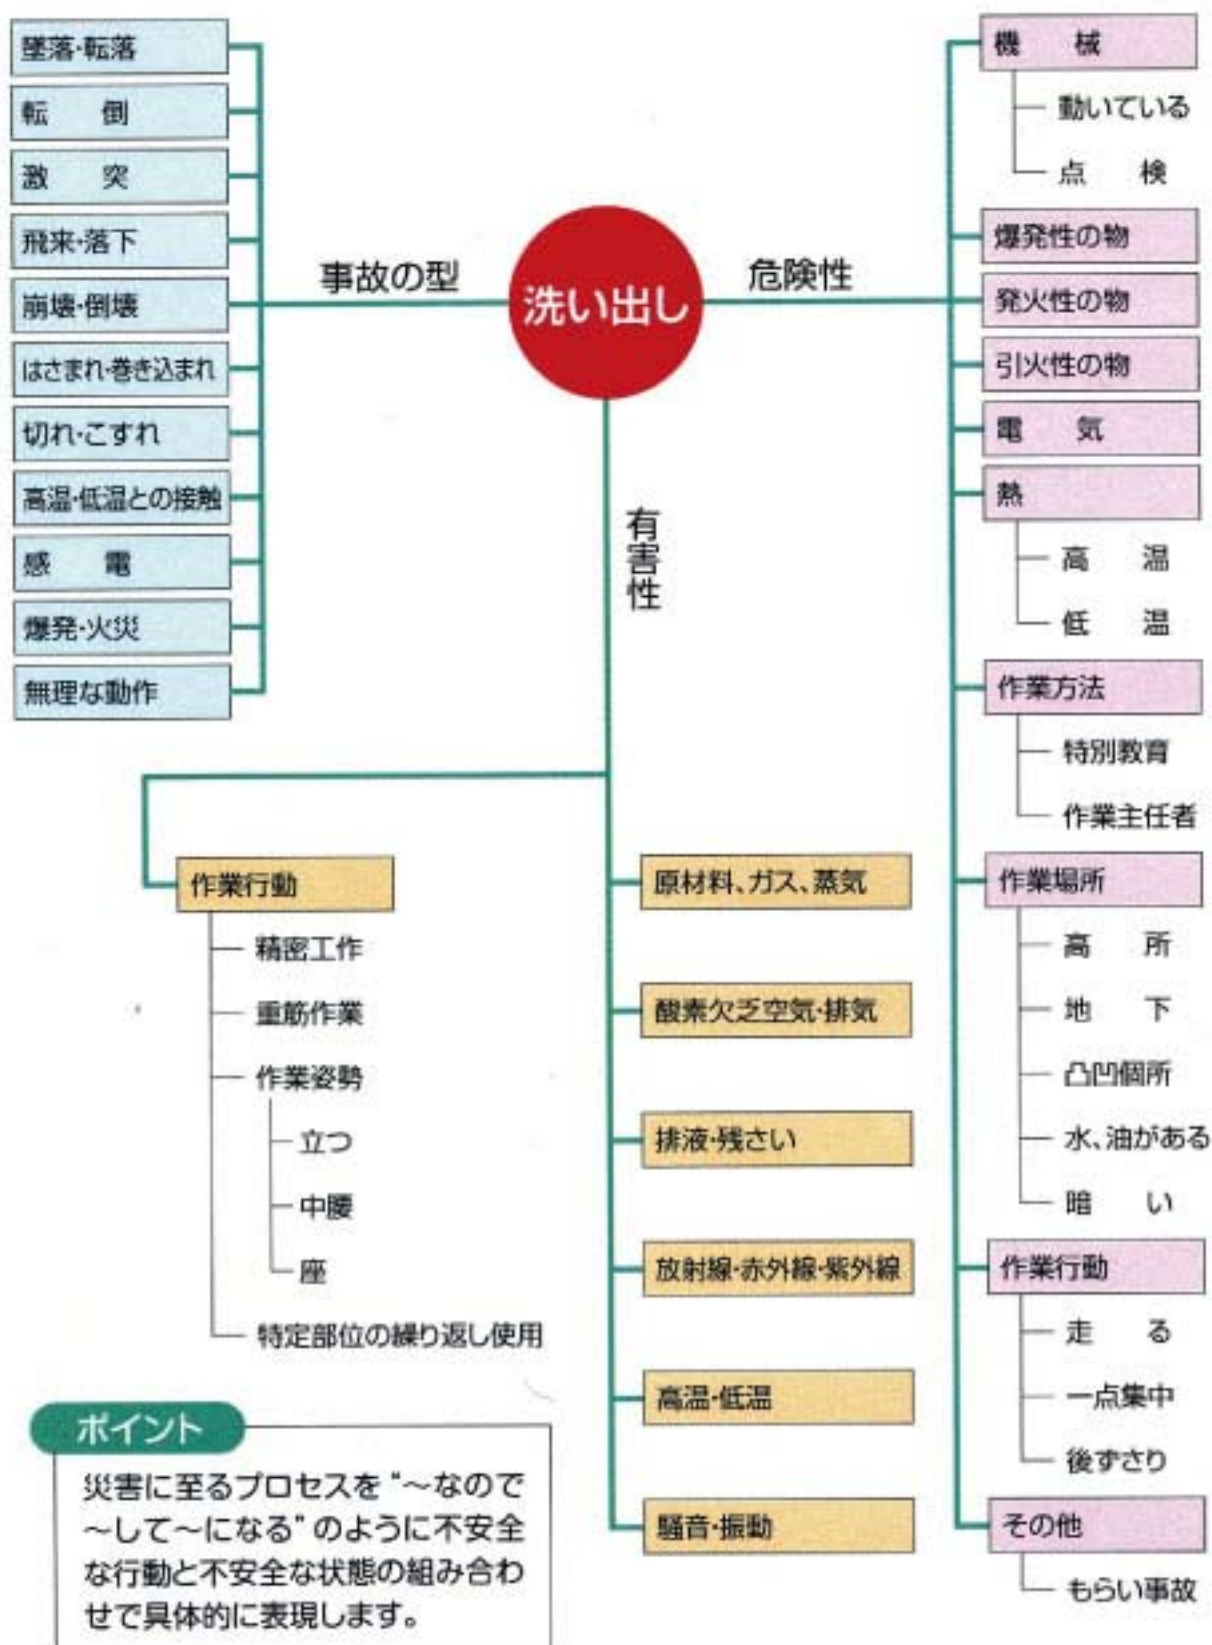 墜落・転落
転倒
激突
飛来・落下
崩壊・倒壊
はさまれ・巻き込まれ
切れ・こすれ
高温・低温との接触
感電
爆発・火災
無理な動作
事故の型
洗い出し
危険性
有害性
機械
動いている
点検
爆発性の物
発火性の物
引火性の物
電気
熱
高温
低温
作業方法
特別教育
作業主任者
作業場所
高所
地下
凸凹個所
水、油がある
暗い
作業行動
走る
一点集中
後ずさり
その他
もらい事故
作業行動
精密工作
重筋作業
作業姿勢
立つ
中腰
座
特定部位の繰り返し使用
原材料、ガス、蒸気
酸素欠乏空気・排気
排液・残さい
放射線・赤外線・紫外線
高温・低温
騒音・振動
ポイント
災害に至るプロセスを“～なので
～して～になる”のように不安全
な行動と不安全な状態の組み合わ
せで具体的に表現します。